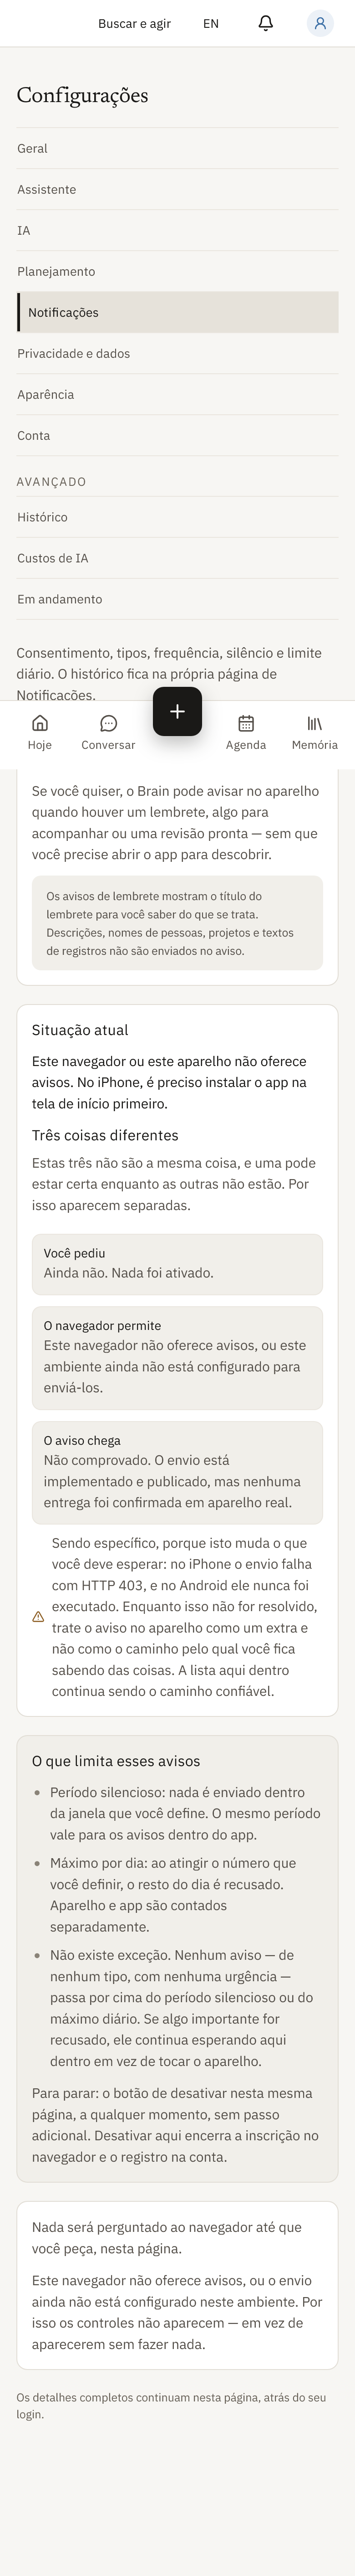 Buscar e agir
EN
Configurações
Geral
Assistente
IA
Planejamento
Notificações
Privacidade e dados
Aparência
Conta
AVANÇADO
Histórico
Custos de IA
Em andamento
Consentimento, tipos, frequência, silêncio e limite
diário. O histórico fica na própria página de
Notificações.
Hoje
Conversar
Agenda
Memória
Se você quiser, o Brain pode avisar no aparelho
quando houver um lembrete, algo para
acompanhar ou uma revisão pronta — sem que
você precise abrir o app para descobrir.
Os avisos de lembrete mostram o título do
lembrete para você saber do que se trata.
Descrições, nomes de pessoas, projetos e textos
de registros não são enviados no aviso.
Situação atual
Este navegador ou este aparelho não oferece
avisos. No iPhone, é preciso instalar o app na
tela de início primeiro.
Três coisas diferentes
Estas três não são a mesma coisa, e uma pode
estar certa enquanto as outras não estão. Por
isso aparecem separadas.
Você pediu
Ainda não. Nada foi ativado.
O navegador permite
Este navegador não oferece avisos, ou este
ambiente ainda não está configurado para
enviá-los.
O aviso chega
Não comprovado. O envio está
implementado e publicado, mas nenhuma
entrega foi confirmada em aparelho real.
Sendo específico, porque isto muda o que
você deve esperar: no iPhone o envio falha
com HTTP 403, e no Android ele nunca foi
executado. Enquanto isso não for resolvido,
trate o aviso no aparelho como um extra e
não como o caminho pelo qual você fica
sabendo das coisas. A lista aqui dentro
continua sendo o caminho confiável.
O que limita esses avisos
Período silencioso: nada é enviado dentro
da janela que você define. O mesmo período
vale para os avisos dentro do app.
Máximo por dia: ao atingir o número que
você definir, o resto do dia é recusado.
Aparelho e app são contados
separadamente.
Não existe exceção. Nenhum aviso — de
nenhum tipo, com nenhuma urgência —
passa por cima do período silencioso ou do
máximo diário. Se algo importante for
recusado, ele continua esperando aqui
dentro em vez de tocar o aparelho.
Para parar: o botão de desativar nesta mesma
página, a qualquer momento, sem passo
adicional. Desativar aqui encerra a inscrição no
navegador e o registro na conta.
Nada será perguntado ao navegador até que
você peça, nesta página.
Este navegador não oferece avisos, ou o envio
ainda não está configurado neste ambiente. Por
isso os controles não aparecem — em vez de
aparecerem sem fazer nada.
Os detalhes completos continuam nesta página, atrás do seu
login.